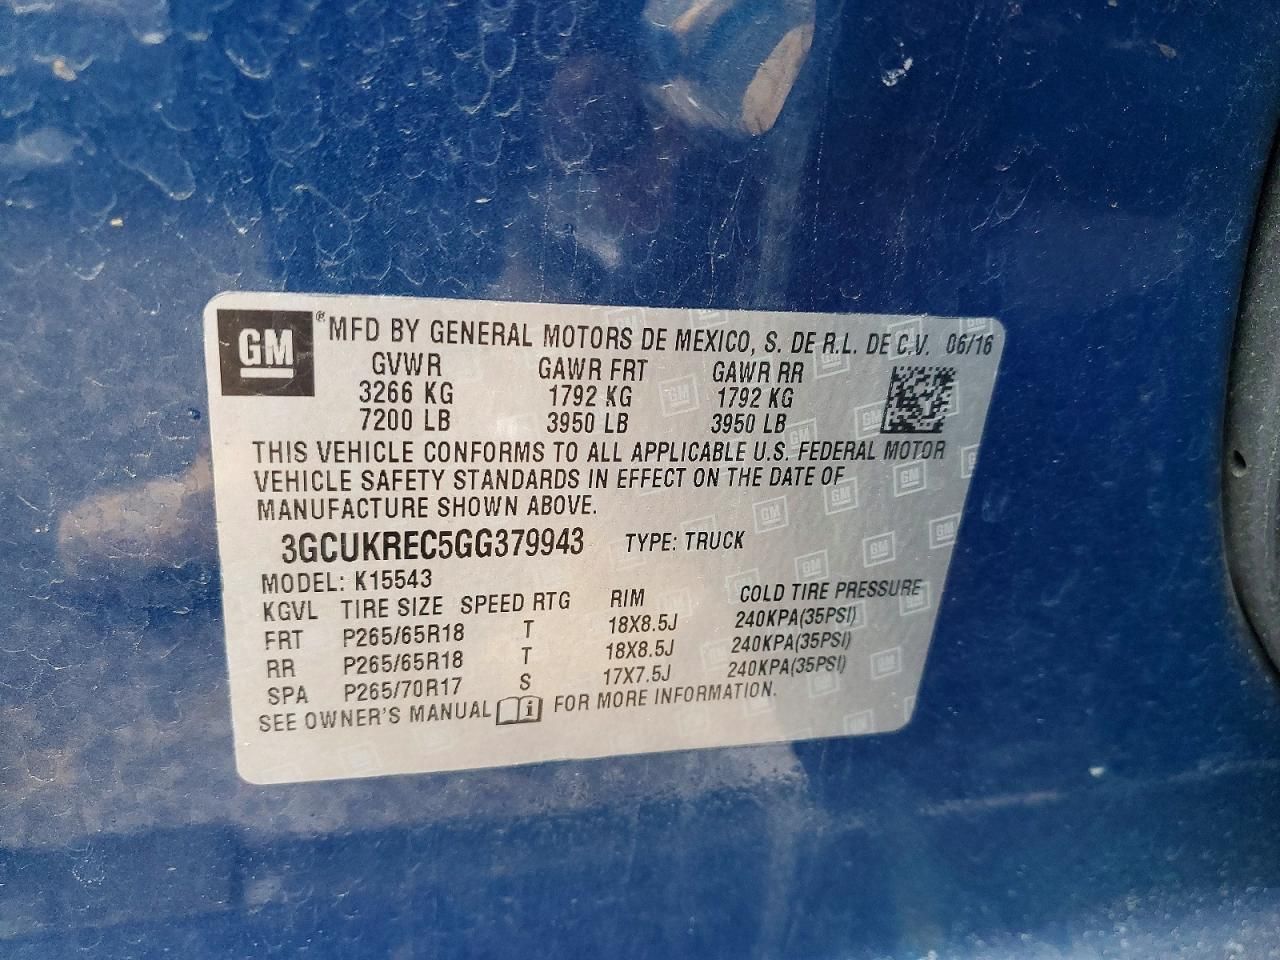 GM ® MFD BY GENERAL MOTORS DE MEXICO, S. DE R.L. DE C.V. 06/16
GVWR GAWR FRT GAWR RR
3266 KG 1792 KG 1792 KG
7200 LB 3950 LB 3950 LB
THIS VEHICLE CONFORMS TO ALL APPLICABLE U.S. FEDERAL MOTOR
VEHICLE SAFETY STANDARDS IN EFFECT ON THE DATE OF
MANUFACTURE SHOWN ABOVE.
3GCUKREC5GG379943 TYPE: TRUCK
MODEL: K15543
KGVL TIRE SIZE SPEED RTG RIM COLD TIRE PRESSURE
FRT P265/65R18 T 18X8.5J 240KPA(35PSI)
RR P265/65R18 T 18X8.5J 240KPA(35PSI)
SPA P265/70R17 S 17X7.5J 240KPA(35PSI)
SEE OWNER'S MANUAL i FOR MORE INFORMATION.